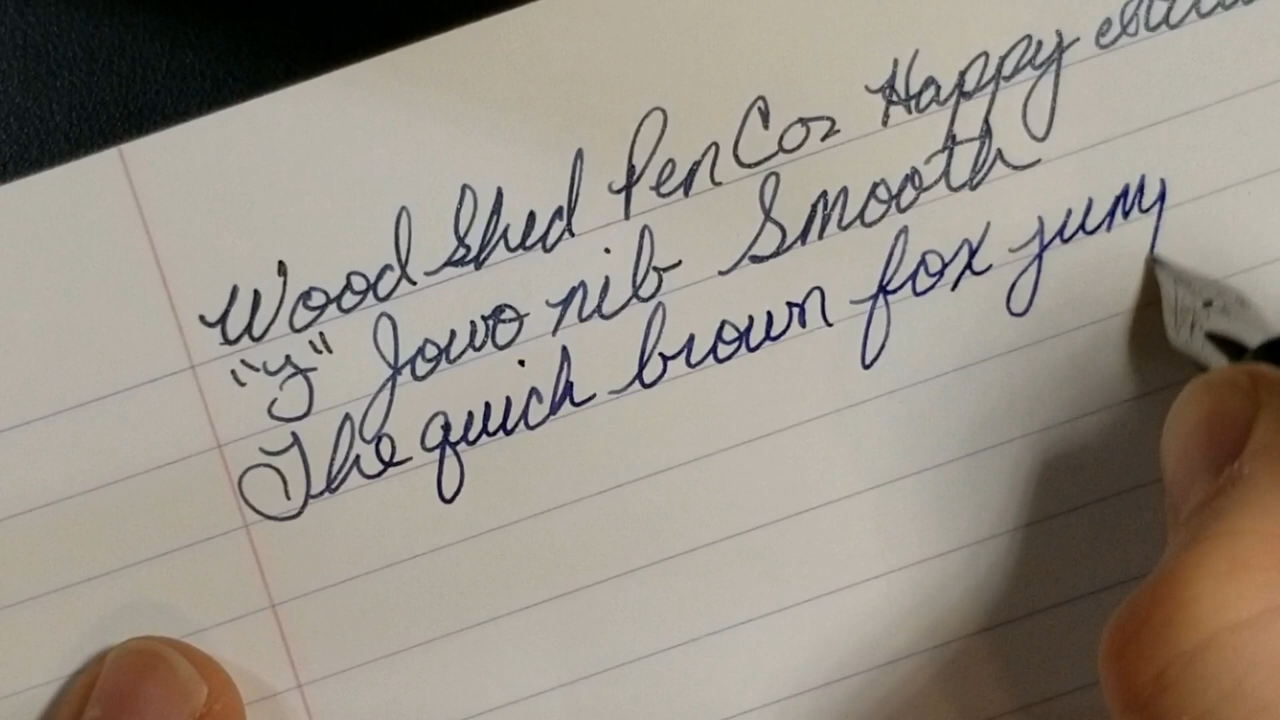 Wood Shed Pen Co. Happy
"y" Jowo nib Smooth
The quick brown fox jum